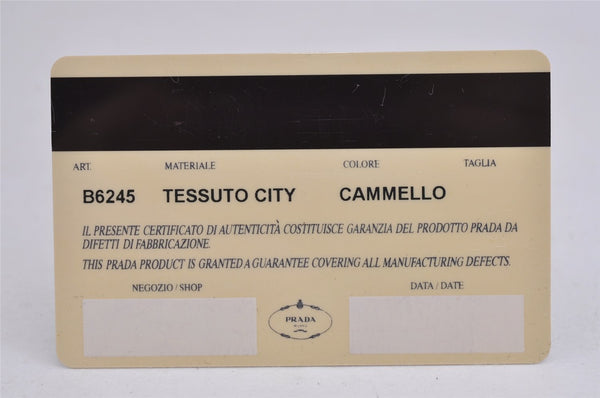 ART. MATERIALE COLORE TAGLIA
B6245 TESSUTO CITY CAMMELLO
IL PRESENTE CERTIFICATO DI AUTENTICITÀ COSTITUISCE GARANZIA DEL PRODOTTO PRADA DA
DIFETTI DI FABBRICAZIONE.
THIS PRADA PRODUCT IS GRANTED A GUARANTEE COVERING ALL MANUFACTURING DEFECTS.
NEGOZIO / SHOP DATA / DATE
PRADA
MILANO